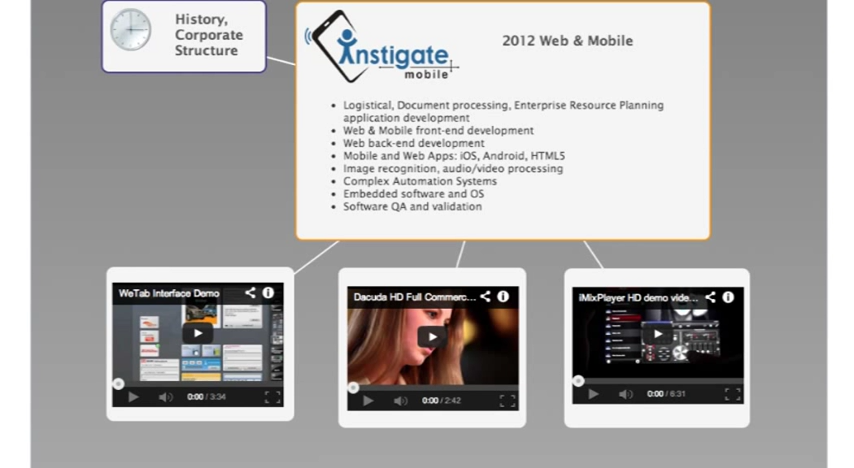 History,
Corporate
Structure
Instigate
mobile
2012 Web & Mobile
• Logistical, Document processing, Enterprise Resource Planning
application development
• Web & Mobile front-end development
• Web back-end development
• Mobile and Web Apps: iOS, Android, HTML5
• Image recognition, audio/video processing
• Complex Automation Systems
• Embedded software and OS
• Software QA and validation
WeTab Interface Demo
0:00 / 3:34
Dacuda HD Full Commerc...
0:00 / 2:42
iMixPlayer HD demo vide...
0:00 / 6:31